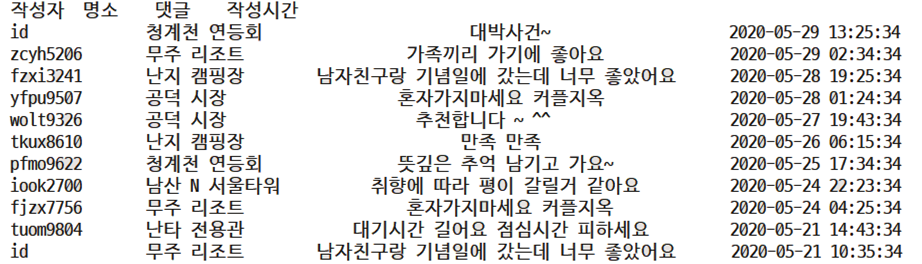 작성자 명소 댓글 작성시간
id 청계천 연등회 대박사건~ 2020-05-29 13:25:34
zcyh5206 무주 리조트 가족끼리 가기에 좋아요 2020-05-29 02:34:34
fzxi3241 난지 캠핑장 남자친구랑 기념일에 갔는데 너무 좋았어요 2020-05-28 19:25:34
yfpu9507 공덕 시장 혼자가지마세요 커플지옥 2020-05-28 01:24:34
wolt9326 공덕 시장 추천합니다 ~ ^^ 2020-05-27 19:43:34
tkux8610 난지 캠핑장 만족 만족 2020-05-26 06:15:34
pfmo9622 청계천 연등회 뜻깊은 추억 남기고 가요~ 2020-05-25 17:34:34
iook2700 남산 N 서울타워 취향에 따라 평이 갈릴거 같아요 2020-05-24 22:23:34
fjzx7756 무주 리조트 혼자가지마세요 커플지옥 2020-05-24 04:25:34
tuom9804 난타 전용관 대기시간 길어요 점심시간 피하세요 2020-05-21 14:43:34
id 무주 리조트 남자친구랑 기념일에 갔는데 너무 좋았어요 2020-05-21 10:35:34